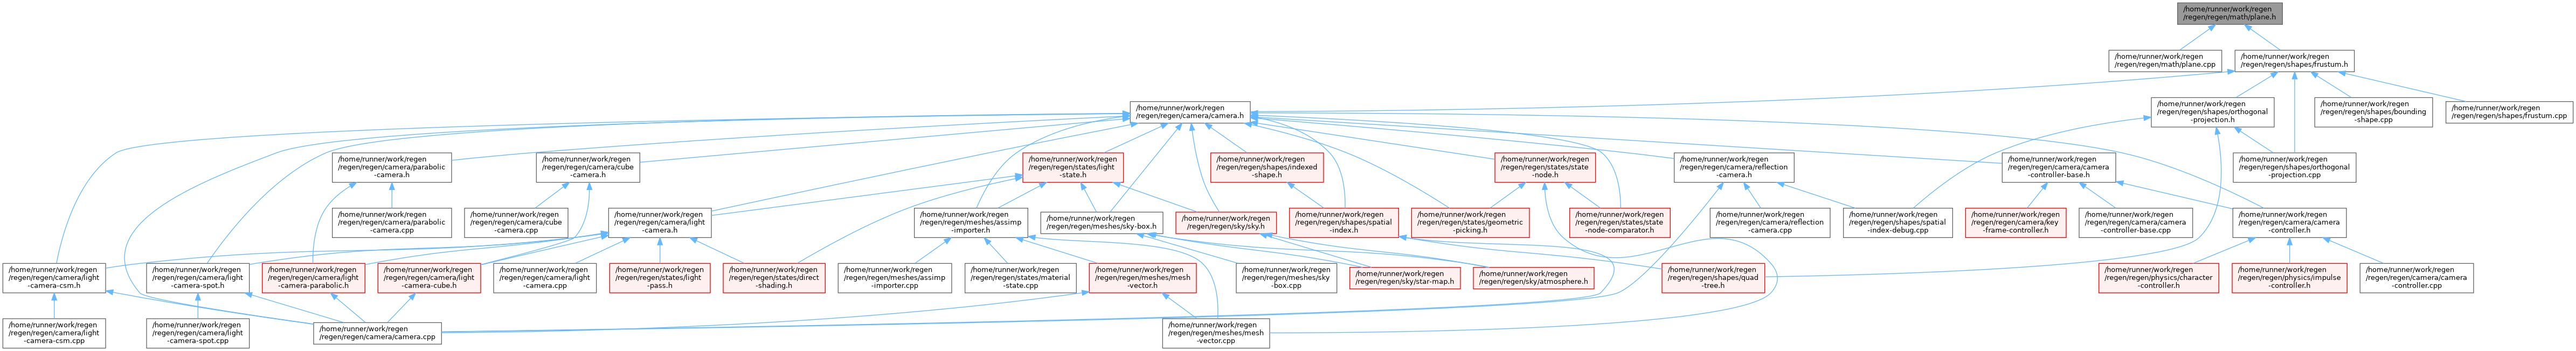 /home/runner/work/regen
/regen/regen/math/plane.h
/home/runner/work/regen
/regen/regen/math/plane.cpp
/home/runner/work/regen
/regen/regen/shapes/frustum.h
/home/runner/work/regen
/regen/regen/camera/camera.h
/home/runner/work/regen
/regen/regen/shapes/orthogonal
-projection.h
/home/runner/work/regen
/regen/regen/shapes/bounding
-shape.cpp
/home/runner/work/regen
/regen/regen/shapes/frustum.cpp
/home/runner/work/regen
/regen/regen/camera/parabolic
-camera.h
/home/runner/work/regen
/regen/regen/camera/cube
-camera.h
/home/runner/work/regen
/regen/regen/states/light
-state.h
/home/runner/work/regen
/regen/regen/shapes/indexed
-shape.h
/home/runner/work/regen
/regen/regen/states/state
-node.h
/home/runner/work/regen
/regen/regen/camera/reflection
-camera.h
/home/runner/work/regen
/regen/regen/camera/camera
-controller-base.h
/home/runner/work/regen
/regen/regen/shapes/orthogonal
-projection.cpp
/home/runner/work/regen
/regen/regen/camera/parabolic
-camera.cpp
/home/runner/work/regen
/regen/regen/camera/cube
-camera.cpp
/home/runner/work/regen
/regen/regen/camera/light
-camera.h
/home/runner/work/regen
/regen/regen/meshes/assimp
-importer.h
/home/runner/work/regen
/regen/regen/meshes/sky-box.h
/home/runner/work/regen
/regen/regen/sky/sky.h
/home/runner/work/regen
/regen/regen/shapes/spatial
-index.h
/home/runner/work/regen
/regen/regen/states/geometric
-picking.h
/home/runner/work/regen
/regen/regen/states/state
-node-comparator.h
/home/runner/work/regen
/regen/regen/camera/reflection
-camera.cpp
/home/runner/work/regen
/regen/regen/shapes/spatial
-index-debug.cpp
/home/runner/work/regen
/regen/regen/camera/key
-frame-controller.h
/home/runner/work/regen
/regen/regen/camera/camera
-controller-base.cpp
/home/runner/work/regen
/regen/regen/camera/camera
-controller.h
/home/runner/work/regen
/regen/regen/camera/light
-camera-csm.h
/home/runner/work/regen
/regen/regen/camera/light
-camera-spot.h
/home/runner/work/regen
/regen/regen/camera/light
-camera-parabolic.h
/home/runner/work/regen
/regen/regen/camera/light
-camera-cube.h
/home/runner/work/regen
/regen/regen/camera/light
-camera.cpp
/home/runner/work/regen
/regen/regen/states/light
-pass.h
/home/runner/work/regen
/regen/regen/states/direct
-shading.h
/home/runner/work/regen
/regen/regen/meshes/assimp
-importer.cpp
/home/runner/work/regen
/regen/regen/states/material
-state.cpp
/home/runner/work/regen
/regen/regen/meshes/mesh
-vector.h
/home/runner/work/regen
/regen/regen/meshes/sky
-box.cpp
/home/runner/work/regen
/regen/regen/sky/star-map.h
/home/runner/work/regen
/regen/regen/sky/atmosphere.h
/home/runner/work/regen
/regen/regen/shapes/quad
-tree.h
/home/runner/work/regen
/regen/regen/physics/character
-controller.h
/home/runner/work/regen
/regen/regen/physics/impulse
-controller.h
/home/runner/work/regen
/regen/regen/camera/camera
-controller.cpp
/home/runner/work/regen
/regen/regen/camera/light
-camera-csm.cpp
/home/runner/work/regen
/regen/regen/camera/light
-camera-spot.cpp
/home/runner/work/regen
/regen/regen/camera/camera.cpp
/home/runner/work/regen
/regen/regen/meshes/mesh
-vector.cpp